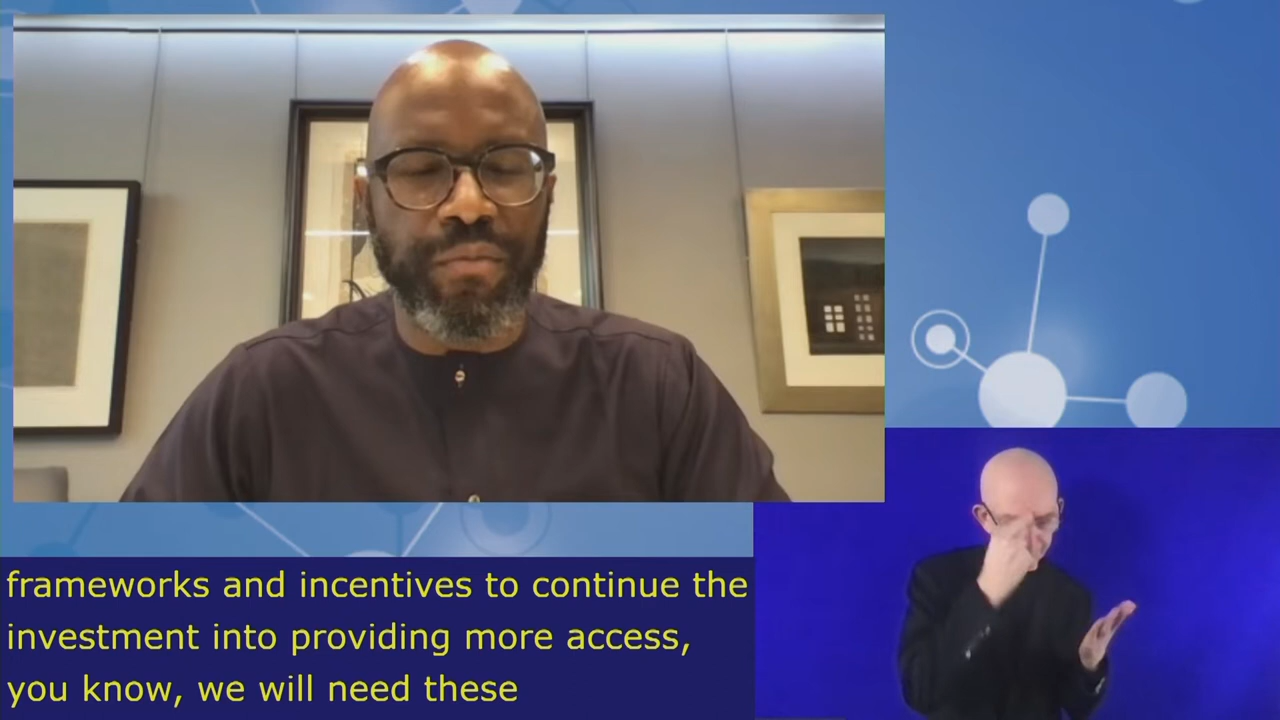 frameworks and incentives to continue the
investment into providing more access,
you know, we will need these